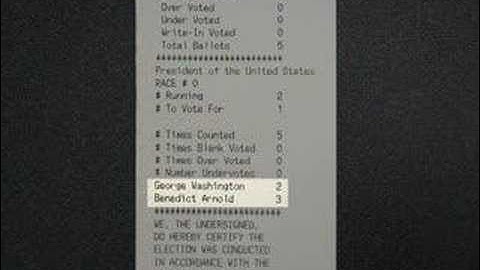 Over Voted 0
Under Voted 0
Write-In Voted 0
Total Ballots 5
President of the United States
RACE # 0
# Running 2
# To Vote For 1
# Times Counted 5
# Times Blank Voted 0
# Times Over Voted 0
# Number Undervotes 0
George Washington 2
Benedict Arnold 3
WE, THE UNDERSIGNED,
DO HEREBY CERTIFY THE
ELECTION WAS CONDUCTED
IN ACCORDANCE WITH THE